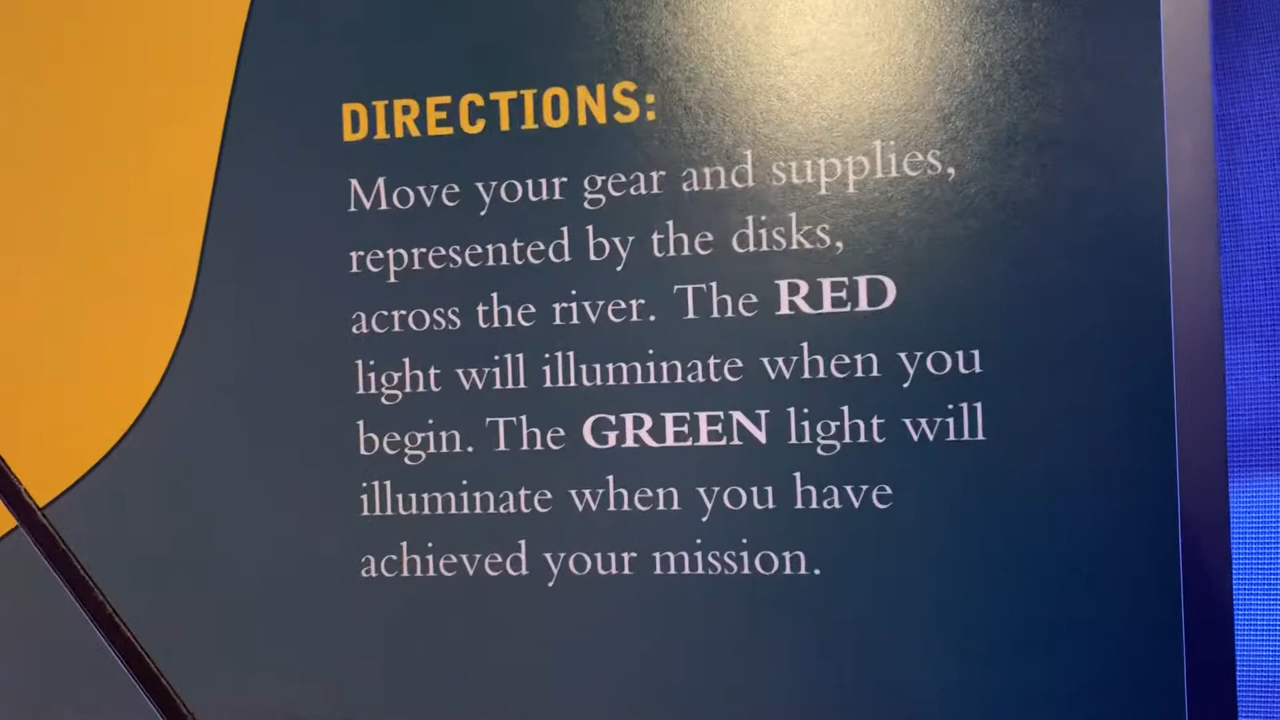 DIRECTIONS:
Move your gear and supplies,
represented by the disks,
across the river. The RED
light will illuminate when you
begin. The GREEN light will
illuminate when you have
achieved your mission.